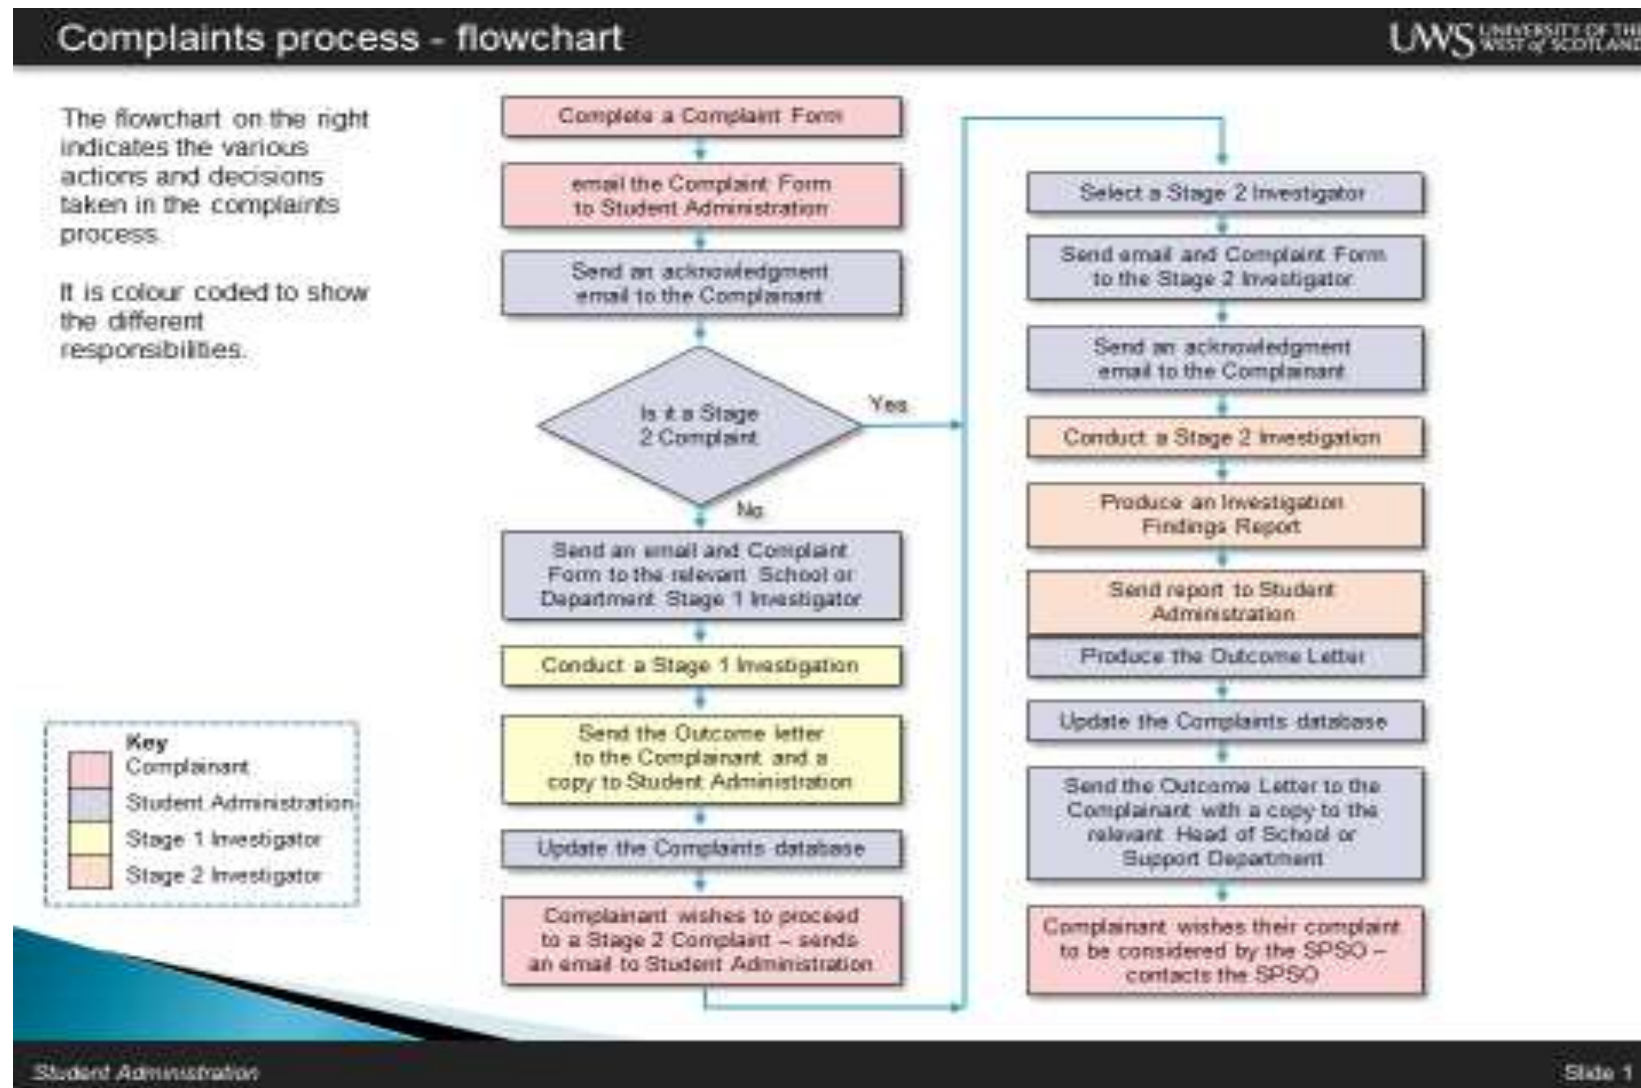 Complaints process - flowchart
UWS UNIVERSITY OF THE
WEST of SCOTLAND
The flowchart on the right
indicates the various
actions and decisions
taken in the complaints
process.
It is colour coded to show
the different
responsibilities.
Key
Complainant
Student Administration
Stage 1 Investigator
Stage 2 Investigator
Complete a Complaint Form
email the Complaint Form
to Student Administration
Send an acknowledgment
email to the Complainant
Is it a Stage
2 Complaint
Yes
No
Send an email and Complaint
Form to the relevant School or
Department Stage 1 Investigator
Conduct a Stage 1 Investigation
Send the Outcome letter
to the Complainant and a
copy to Student Administration
Update the Complaints database
Complainant wishes to proceed
to a Stage 2 Complaint – sends
an email to Student Administration
Select a Stage 2 Investigator
Send email and Complaint Form
to the Stage 2 Investigator
Send an acknowledgment
email to the Complainant
Conduct a Stage 2 Investigation
Produce an Investigation
Findings Report
Send report to Student
Administration
Produce the Outcome Letter
Update the Complaints database
Send the Outcome Letter to the
Complainant with a copy to the
relevant Head of School or
Support Department
Complainant wishes their complaint
to be considered by the SPSO –
contacts the SPSO
Student Administration
Slide 1